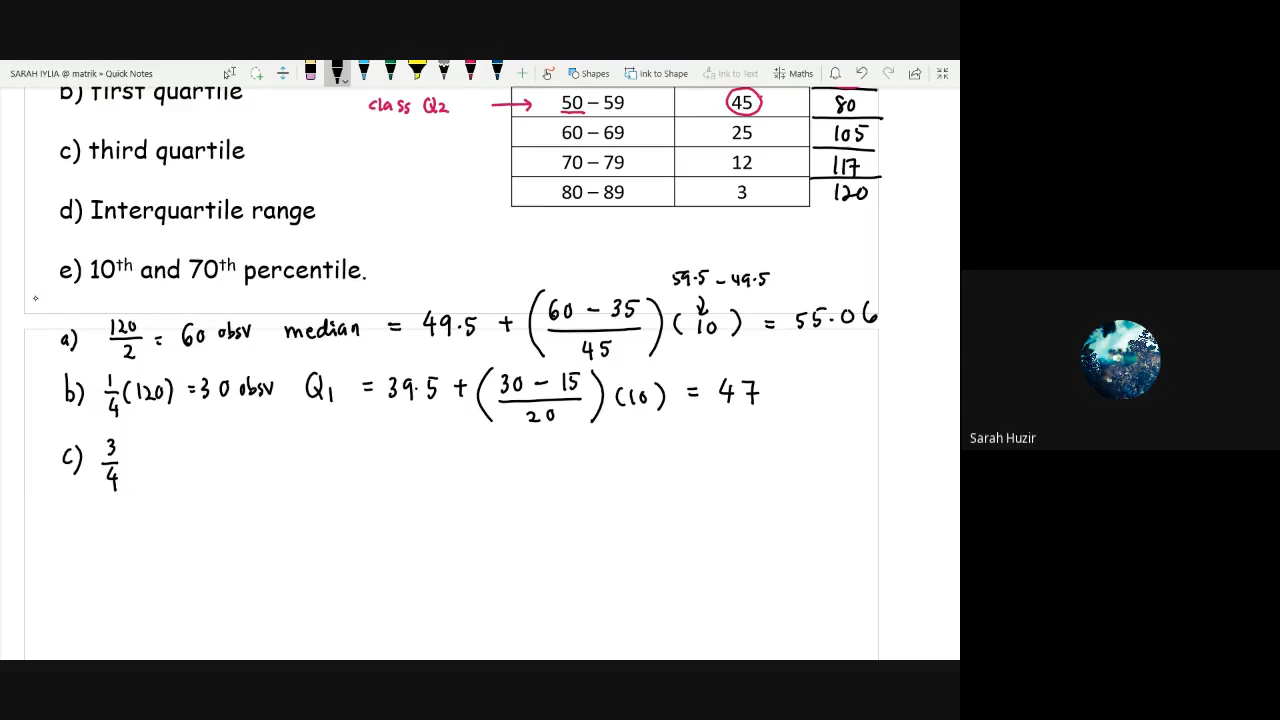 SARAH IYLIA @ matrik » Quick Notes
Shapes
Ink to Shape
Ink to Text
Maths
b) first quartile
class Q2 → 50 – 59 45 80
60 – 69 25 105
c) third quartile
70 – 79 12 117
80 – 89 3 120
d) Interquartile range
e) 10th and 70th percentile.
59.5 – 49.5
a) 120/2 = 60 obsv median = 49.5 + ( 60 – 35 / 45 ) ( 10 ) = 55.06
b) 1/4 (120) = 30 obsv Q1 = 39.5 + ( 30 – 15 / 20 ) (10) = 47
c) 3/4
Sarah Huzir